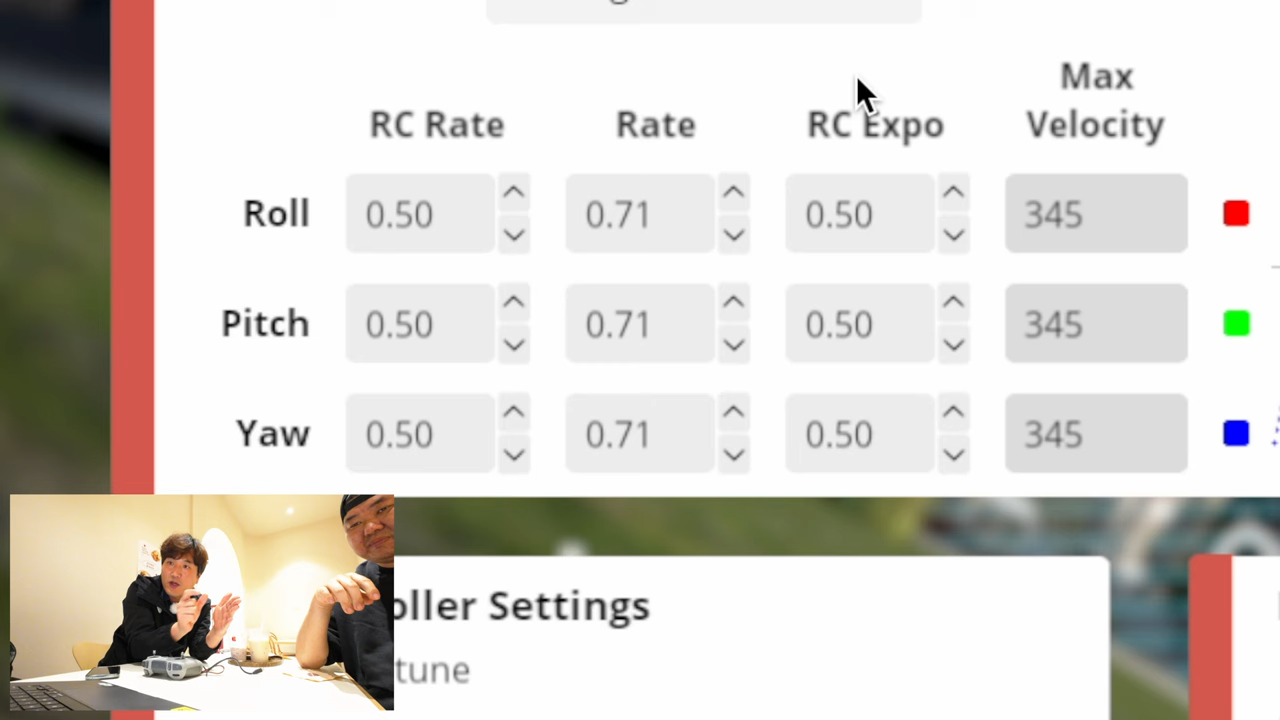 Max
RC Rate Rate RC Expo Velocity
Roll 0.50 0.71 0.50 345
Pitch 0.50 0.71 0.50 345
Yaw 0.50 0.71 0.50 345
oller Settings
tune